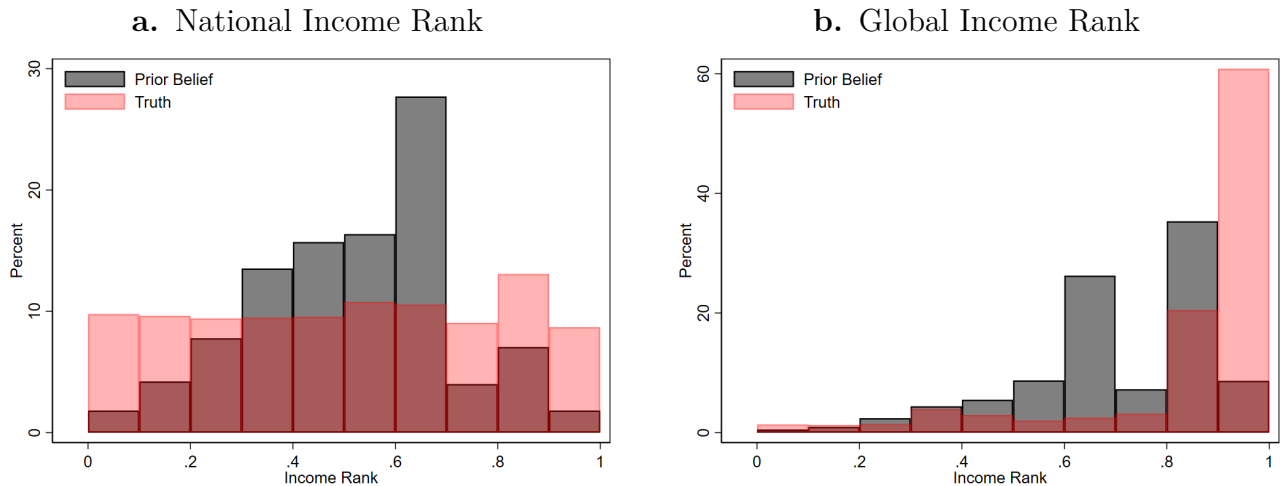 a. National Income Rank
Prior Belief
Truth
Percent
30
20
10
0
0 .2 .4 .6 .8 1
Income Rank
b. Global Income Rank
Prior Belief
Truth
Percent
60
40
20
0
0 .2 .4 .6 .8 1
Income Rank